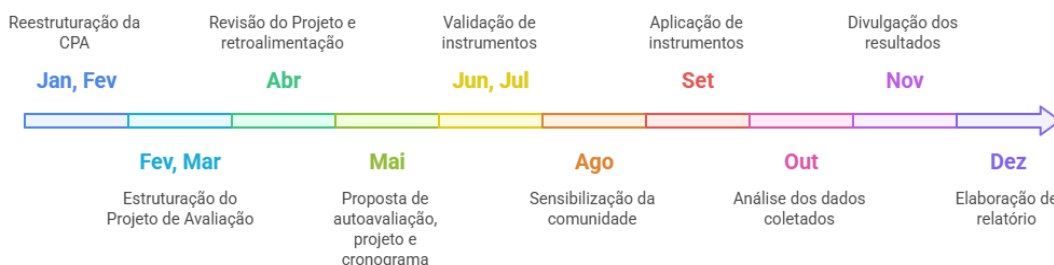 Reestruturação da
CPA
Revisão do Projeto e
retroalimentação
Validação de
instrumentos
Aplicação de
instrumentos
Divulgação dos
resultados
Jan, Fev
Abr
Jun, Jul
Set
Nov
Fev, Mar
Mai
Ago
Out
Dez
Estruturação do
Projeto de Avaliação
Proposta de
autoavaliação,
projeto e
cronograma
Sensibilização da
comunidade
Análise dos dados
coletados
Elaboração de
relatório